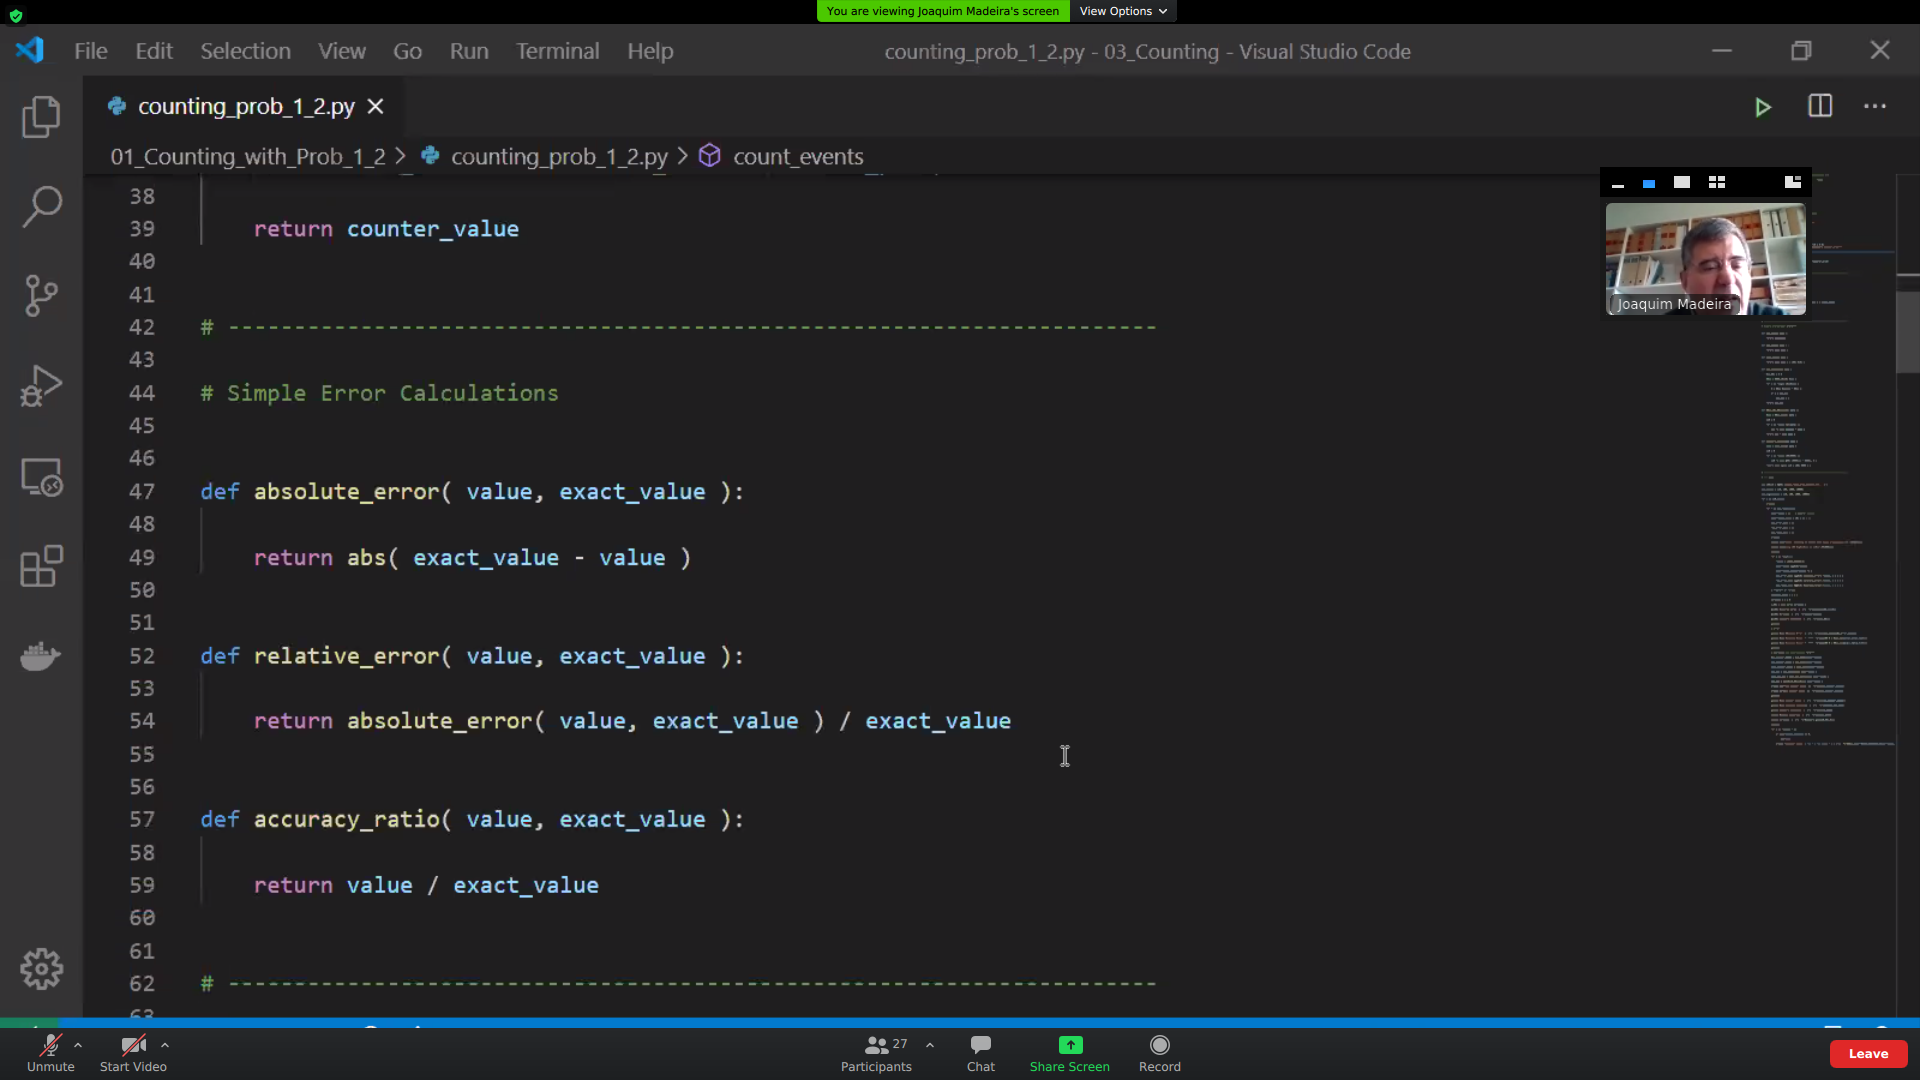 You are viewing Joaquim Madeira's screen View Options
File Edit Selection View Go Run Terminal Help counting_prob_1_2.py - 03_Counting - Visual Studio Code
counting_prob_1_2.py
01_Counting_with_Prob_1_2 > counting_prob_1_2.py > count_events
38
39 return counter_value
40
41
42 # ----------------------------------------------------------------------
43
44 # Simple Error Calculations
45
46
47 def absolute_error( value, exact_value ):
48
49 return abs( exact_value - value )
50
51
52 def relative_error( value, exact_value ):
53
54 return absolute_error( value, exact_value ) / exact_value
55
56
57 def accuracy_ratio( value, exact_value ):
58
59 return value / exact_value
60
61
62 # ----------------------------------------------------------------------
63
Joaquim Madeira
Unmute Start Video 27 Participants Chat Share Screen Record Leave